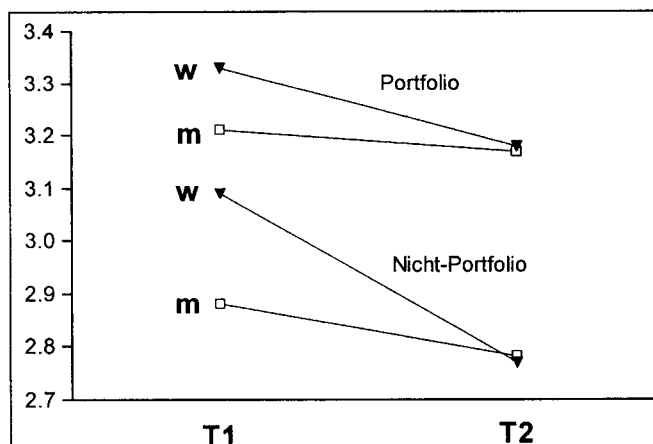 3.4
3.3
3.2
3.1
3.0
2.9
2.8
2.7
w
Portfolio
m
w
Nicht-Portfolio
m
T1
T2